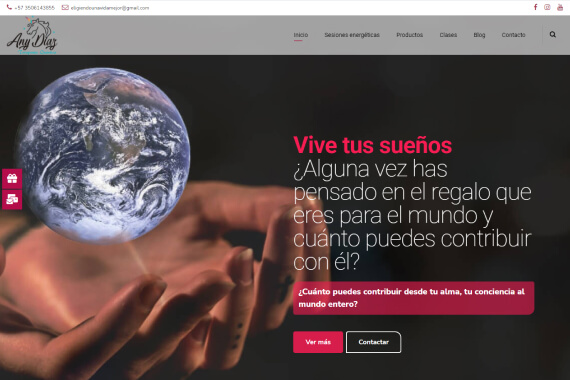 +57 3506143855 eligiendounavidamejor@gmail.com
Any Díaz
Inicio Sesiones energéticas Productos Clases Blog Contacto
Vive tus sueños
¿Alguna vez has
pensado en el regalo que
eres para el mundo y
cuánto puedes contribuir
con él?
¿Cuánto puedes contribuir desde tu alma, tu conciencia al
mundo entero?
Ver más Contactar